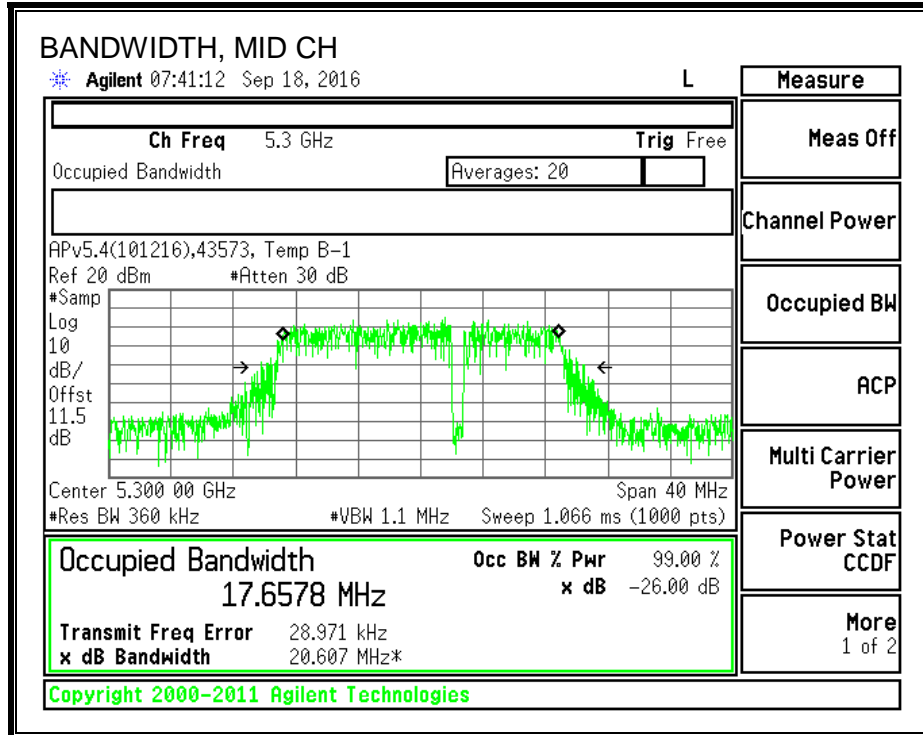 BANDWIDTH, MID CH
Agilent 07:41:12 Sep 18, 2016 L
Measure
Ch Freq 5.3 GHz Trig Free
Meas Off
Occupied Bandwidth Averages: 20
Channel Power
APv5.4(101216),43573, Temp B-1
Ref 20 dBm #Atten 30 dB
#Samp
Log
10
dB/
Offst
11.5
dB
Occupied BW
ACP
Multi Carrier
Power
Center 5.300 00 GHz Span 40 MHz
#Res BW 360 kHz #VBW 1.1 MHz Sweep 1.066 ms (1000 pts)
Power Stat
CCDF
Occupied Bandwidth Occ BW % Pwr 99.00 %
17.6578 MHz x dB -26.00 dB
Transmit Freq Error 28.971 kHz
x dB Bandwidth 20.607 MHz*
More
1 of 2
Copyright 2000-2011 Agilent Technologies